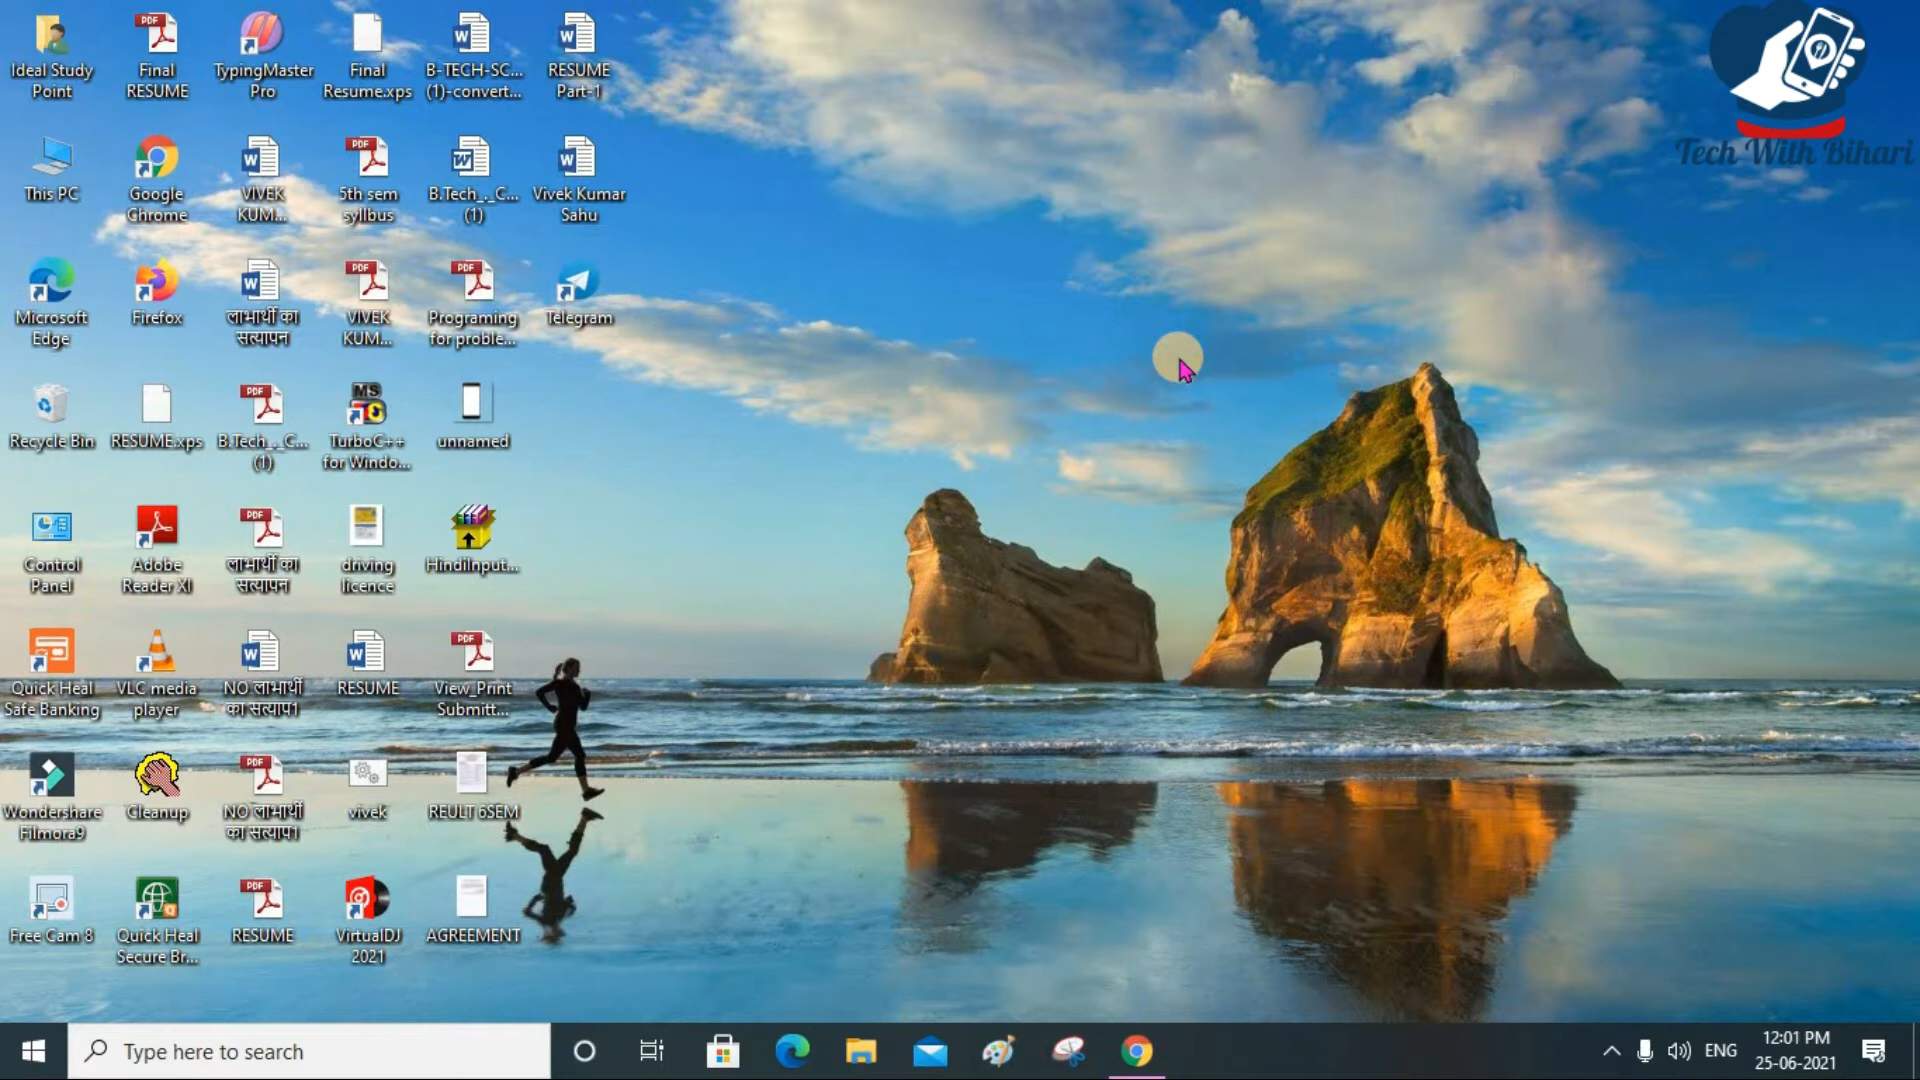 Tech With Bihari
Ideal Study
Point
Final
RESUME
TypingMaster
Pro
Final
Resume.xps
B-TECH-SC...
(1)-convert...
RESUME
Part-1
This PC
Google
Chrome
VIVEK
KUM...
5th sem
syllbus
B.Tech_._C...
(1)
Vivek Kumar
Sahu
Microsoft
Edge
Firefox
लाभार्थी का
सत्यापन
VIVEK
KUM...
Programing
for proble...
Telegram
Recycle Bin
RESUME.xps
B.Tech_._C...
(1)
MS
TurboC++
for Windo...
unnamed
Control
Panel
Adobe
Reader XI
लाभार्थी का
सत्यापन
driving
licence
HindiInput...
Quick Heal
Safe Banking
VLC media
player
NO लाभार्थी
का सत्याप1
RESUME
View_Print
Submitt...
Wondershare
Filmora9
Cleanup
NO लाभार्थी
का सत्याप1
vivek
REULT 6SEM
Free Cam 8
Quick Heal
Secure Br...
RESUME
VirtualDJ
2021
AGREEMENT
Type here to search
ENG
12:01 PM
25-06-2021